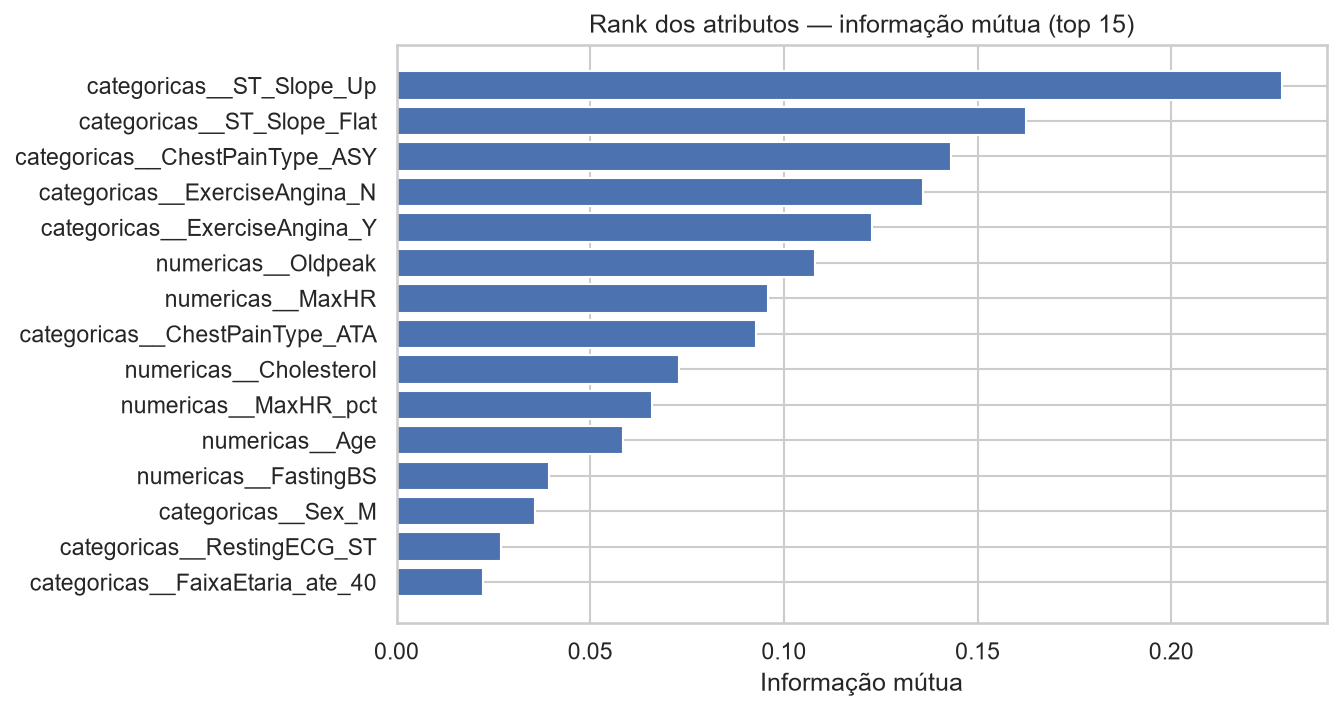 Rank dos atributos — informação mútua (top 15)
categoricas__ST_Slope_Up
categoricas__ST_Slope_Flat
categoricas__ChestPainType_ASY
categoricas__ExerciseAngina_N
categoricas__ExerciseAngina_Y
numericas__Oldpeak
numericas__MaxHR
categoricas__ChestPainType_ATA
numericas__Cholesterol
numericas__MaxHR_pct
numericas__Age
numericas__FastingBS
categoricas__Sex_M
categoricas__RestingECG_ST
categoricas__FaixaEtaria_ate_40
0.00 0.05 0.10 0.15 0.20
Informação mútua